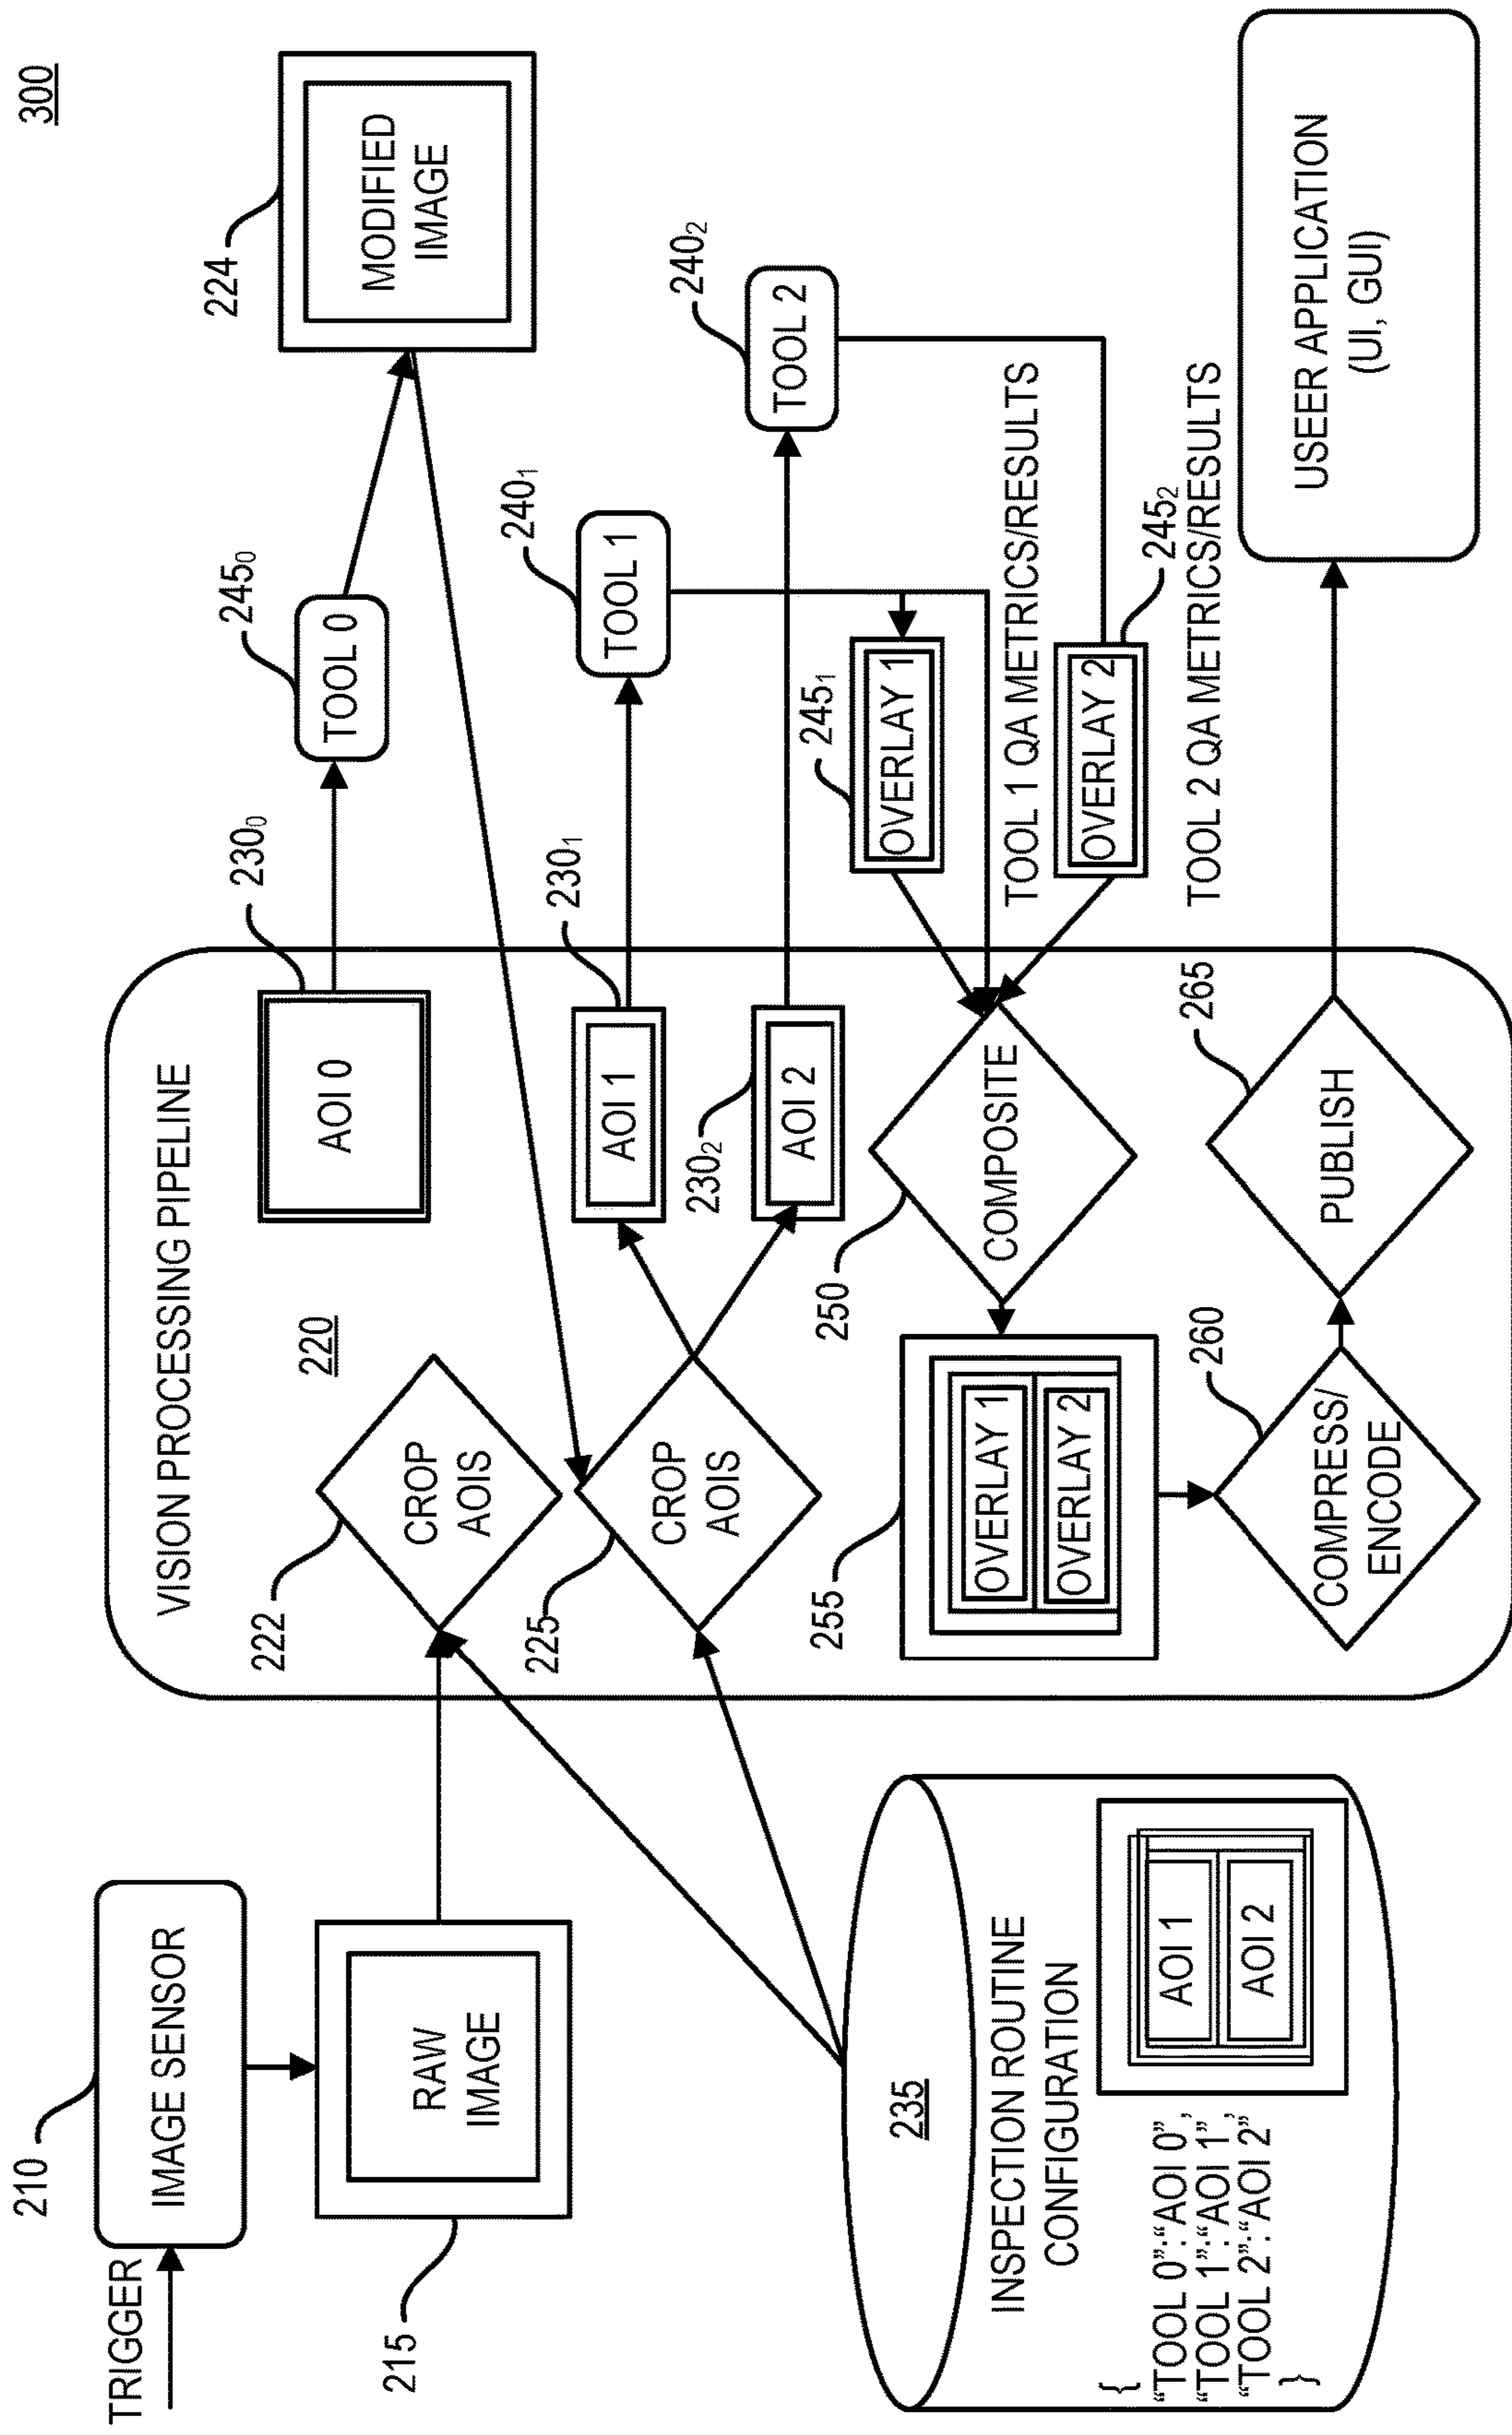 300
TRIGGER
210
IMAGE SENSOR
215
RAW
IMAGE
235
INSPECTION ROUTINE
CONFIGURATION
{
“TOOL 0”:“AOI 0”,
“TOOL 1”:“AOI 1”,
“TOOL 2”:“AOI 2”
}
AOI 1
AOI 2
VISION PROCESSING PIPELINE
220
222
CROP
AOIS
225
CROP
AOIS
230₀
AOI 0
230₁
AOI 1
230₂
AOI 2
245₀
TOOL 0
224
MODIFIED
IMAGE
240₁
TOOL 1
240₂
TOOL 2
245₁
OVERLAY 1
TOOL 1 QA METRICS/RESULTS
OVERLAY 2
245₂
TOOL 2 QA METRICS/RESULTS
250
COMPOSITE
255
OVERLAY 1
OVERLAY 2
260
COMPRESS/
ENCODE
265
PUBLISH
USEER APPLICATION
(UI, GUI)